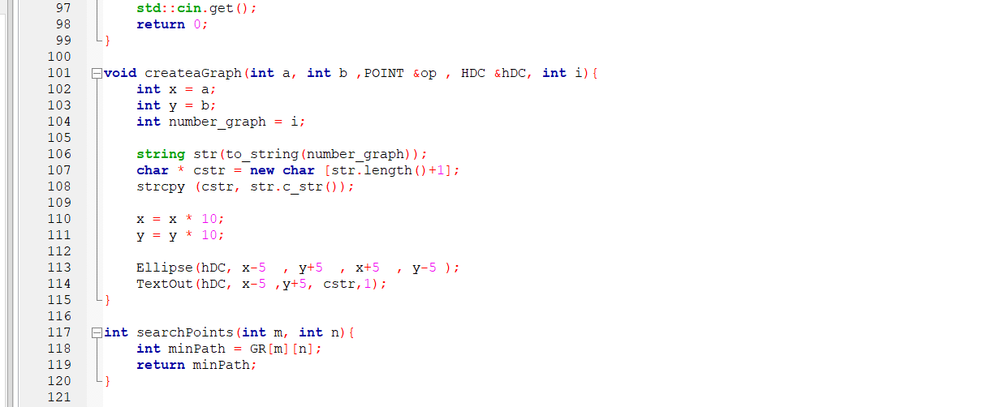 97 std::cin.get();
98 return 0;
99 }
100
101 void createaGraph(int a, int b ,POINT &op , HDC &hDC, int i){
102 int x = a;
103 int y = b;
104 int number_graph = i;
105
106 string str(to_string(number_graph));
107 char * cstr = new char [str.length()+1];
108 strcpy (cstr, str.c_str());
109
110 x = x * 10;
111 y = y * 10;
112
113 Ellipse(hDC, x-5  , y+5  , x+5  , y-5 );
114 TextOut(hDC, x-5 ,y+5, cstr,1);
115 }
116
117 int searchPoints(int m, int n){
118 int minPath = GR[m][n];
119 return minPath;
120 }
121